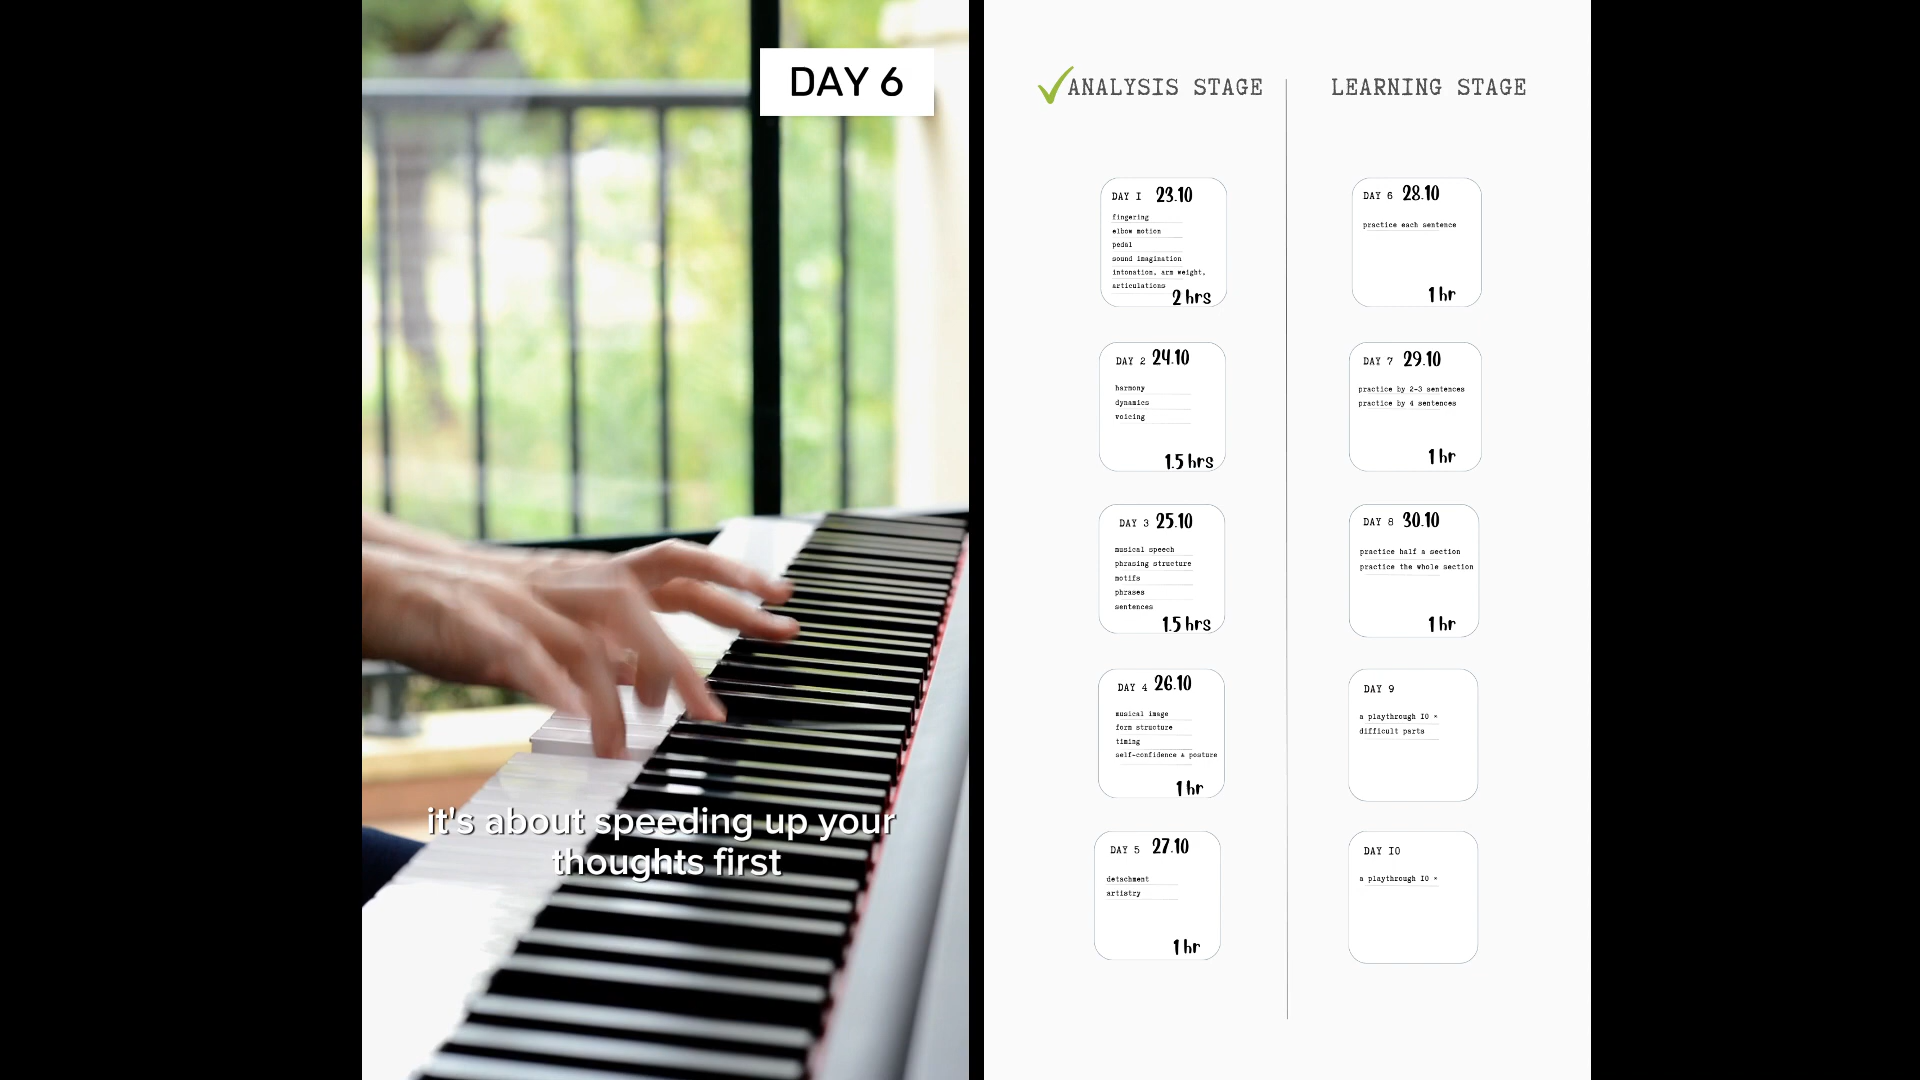 DAY 6
it's about speeding up your
thoughts first
ANALYSIS STAGE
LEARNING STAGE
DAY 1 23.10
fingering
elbow motion
pedal
sound imagination
intonation, arm weight,
articulations
2 hrs
DAY 2 24.10
harmony
dynamics
voicing
1.5 hrs
DAY 3 25.10
musical speech
phrasing structure
motifs
phrases
sentences
1.5 hrs
DAY 4 26.10
musical image
form structure
timing
self-confidence & posture
1 hr
DAY 5 27.10
detachment
artistry
1 hr
DAY 6 28.10
practice each sentence
1 hr
DAY 7 29.10
practice by 2-3 sentences
practice by 4 sentences
1 hr
DAY 8 30.10
practice half a section
practice the whole section
1 hr
DAY 9
a playthrough 10 ×
difficult parts
DAY 10
a playthrough 10 ×